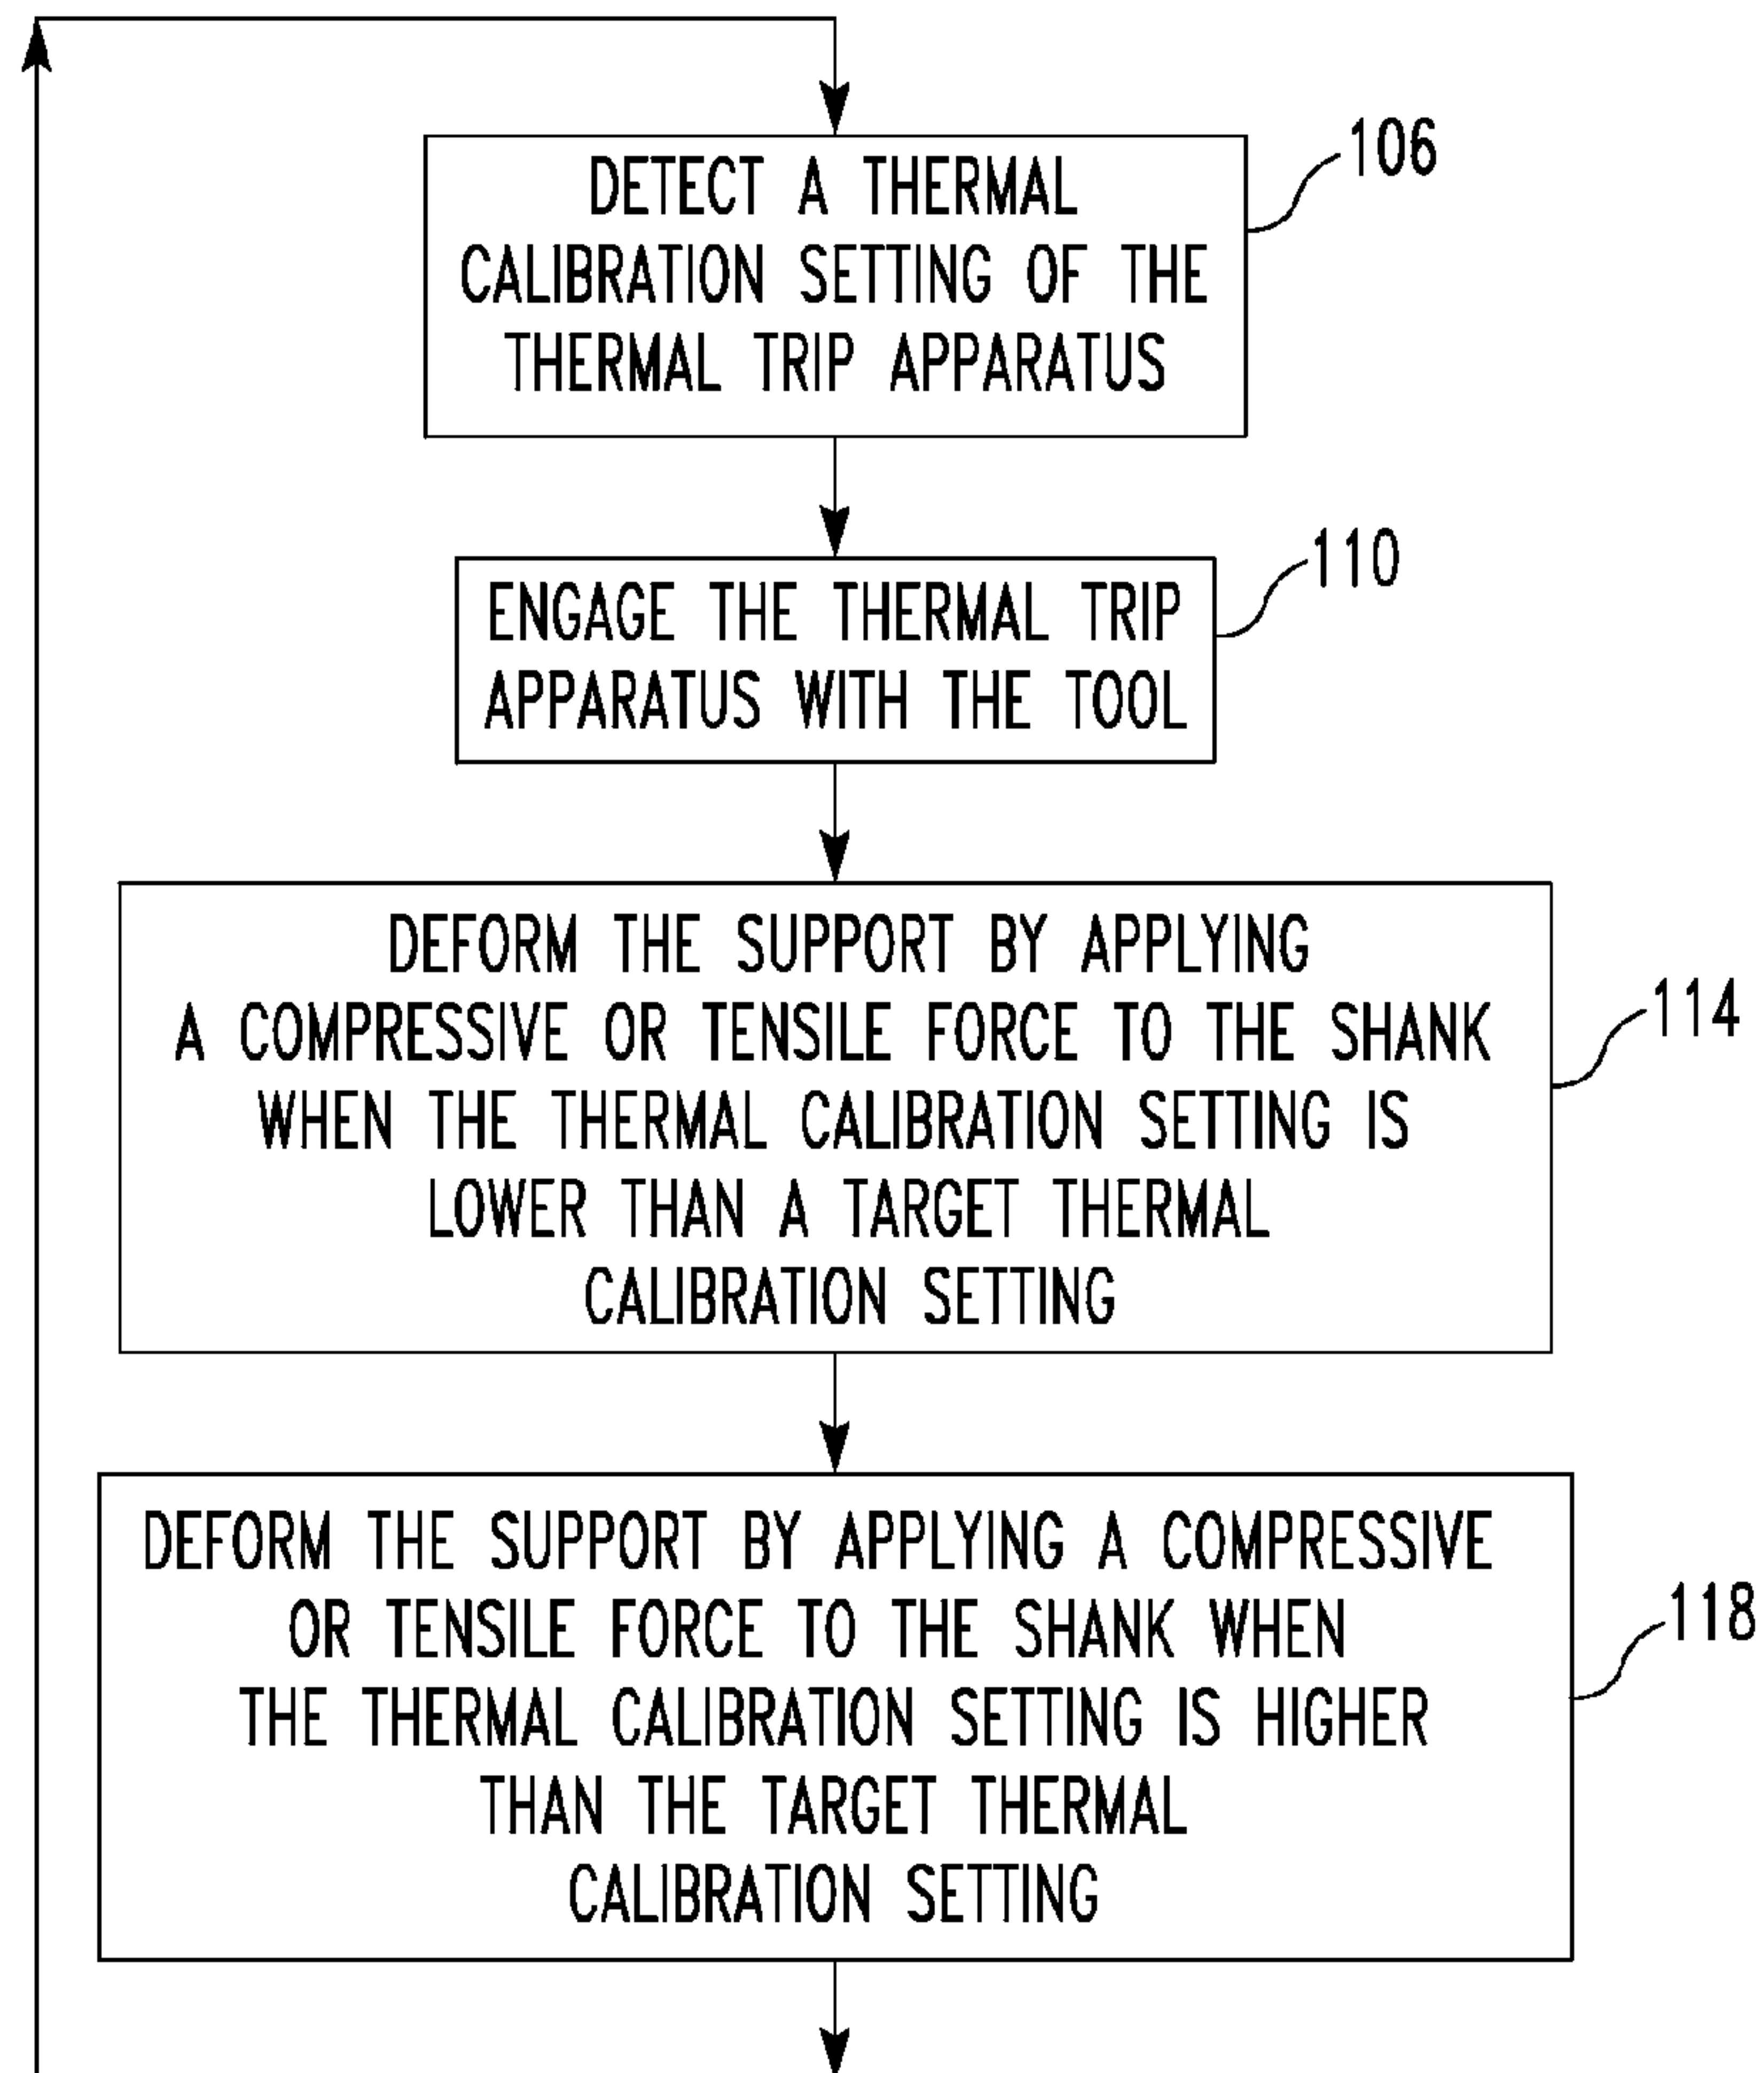 106
DETECT A THERMAL
CALIBRATION SETTING OF THE
THERMAL TRIP APPARATUS
110
ENGAGE THE THERMAL TRIP
APPARATUS WITH THE TOOL
DEFORM THE SUPPORT BY APPLYING
A COMPRESSIVE OR TENSILE FORCE TO THE SHANK
WHEN THE THERMAL CALIBRATION SETTING IS
LOWER THAN A TARGET THERMAL
CALIBRATION SETTING
114
DEFORM THE SUPPORT BY APPLYING A COMPRESSIVE
OR TENSILE FORCE TO THE SHANK WHEN
THE THERMAL CALIBRATION SETTING IS HIGHER
THAN THE TARGET THERMAL
CALIBRATION SETTING
118